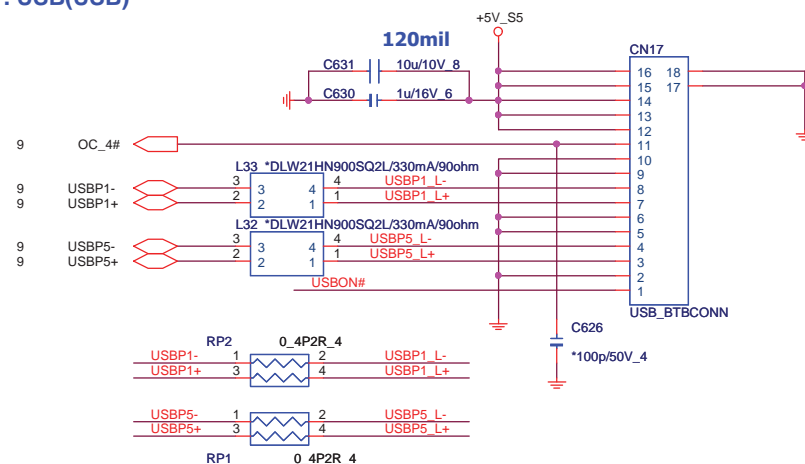 : USB(USB)
+5V_S5
120mil
CN17
C631 10u/10V_8
C630 1u/16V_6
16 18
15 17
14
13
12
11
10
9
8
7
6
5
4
3
2
1
USB_BTBCONN
9 OC_4#
L33 *DLW21HN900SQ2L/330mA/90ohm
9 USBP1- 3 3 4 4 USBP1_L-
9 USBP1+ 2 2 1 1 USBP1_L+
L32 *DLW21HN900SQ2L/330mA/90ohm
9 USBP5- 3 3 4 4 USBP5_L-
9 USBP5+ 2 2 1 1 USBP5_L+
USBON#
C626
*100p/50V_4
RP2 0_4P2R_4
USBP1- 1 2 USBP1_L-
USBP1+ 3 4 USBP1_L+
USBP5- 1 2 USBP5_L-
USBP5+ 3 4 USBP5_L+
RP1 0_4P2R_4